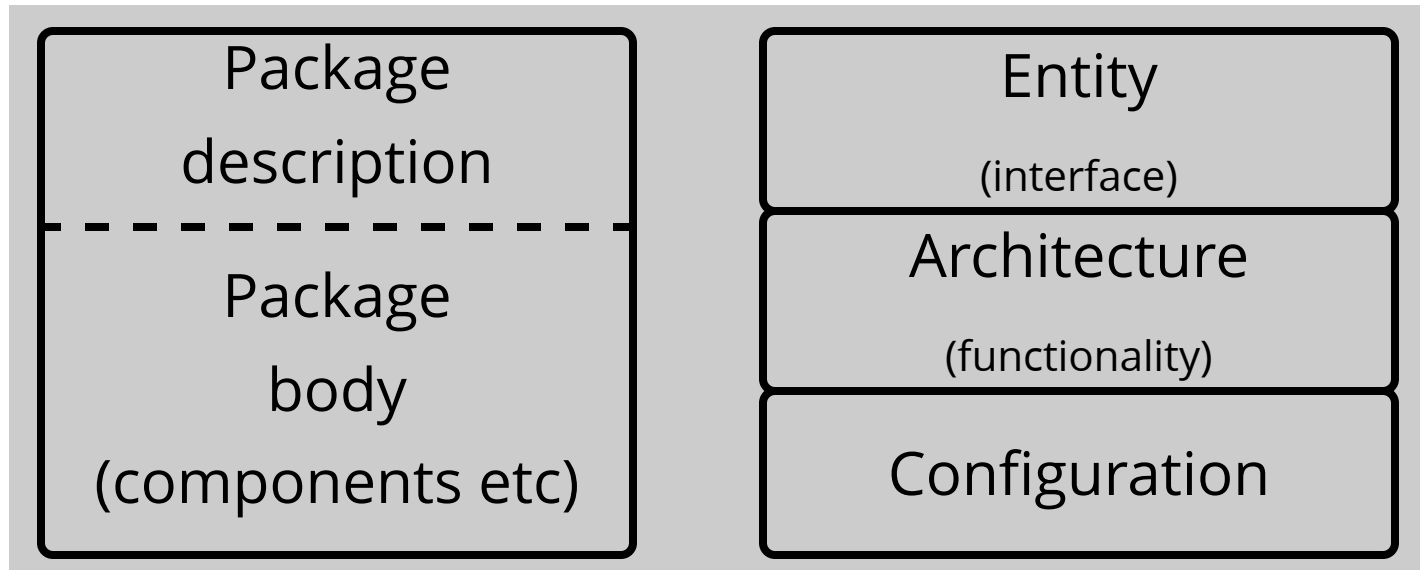 Package
description
Package
body
(components etc)
Entity
(interface)
Architecture
(functionality)
Configuration